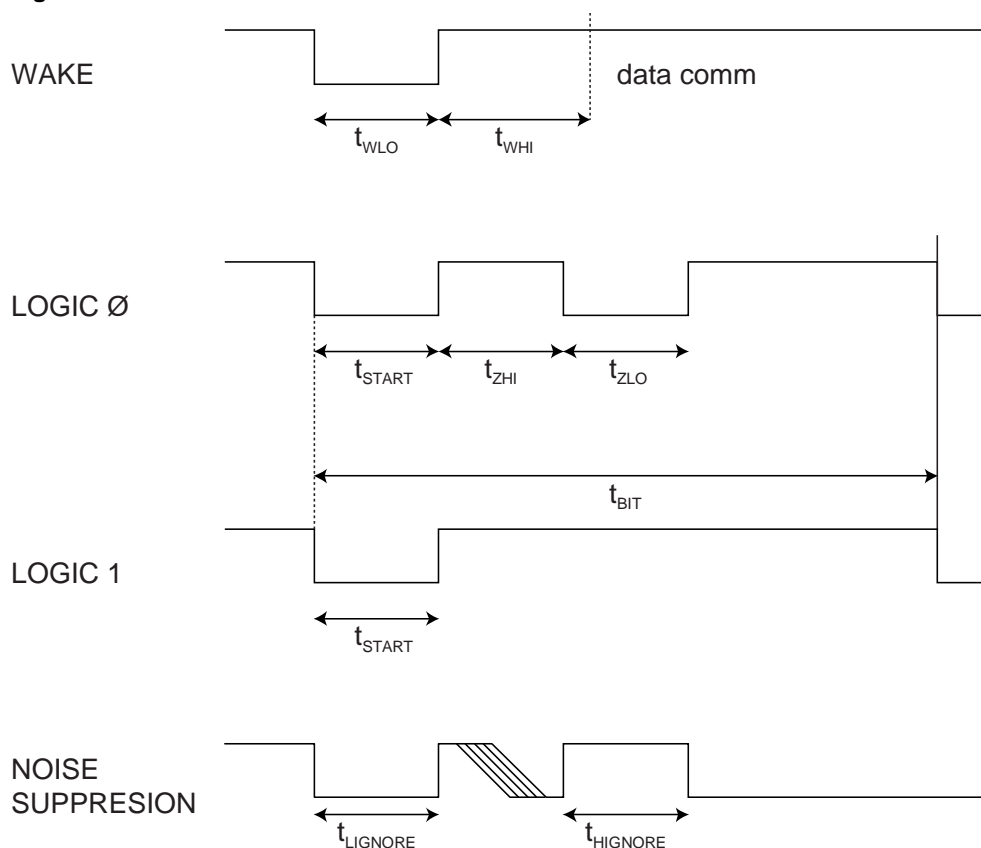 WAKE
data comm
tWLO
tWHI
LOGIC Ø
tSTART
tZHI
tZLO
tBIT
LOGIC 1
tSTART
NOISE
SUPPRESION
tLIGNORE
tHIGNORE